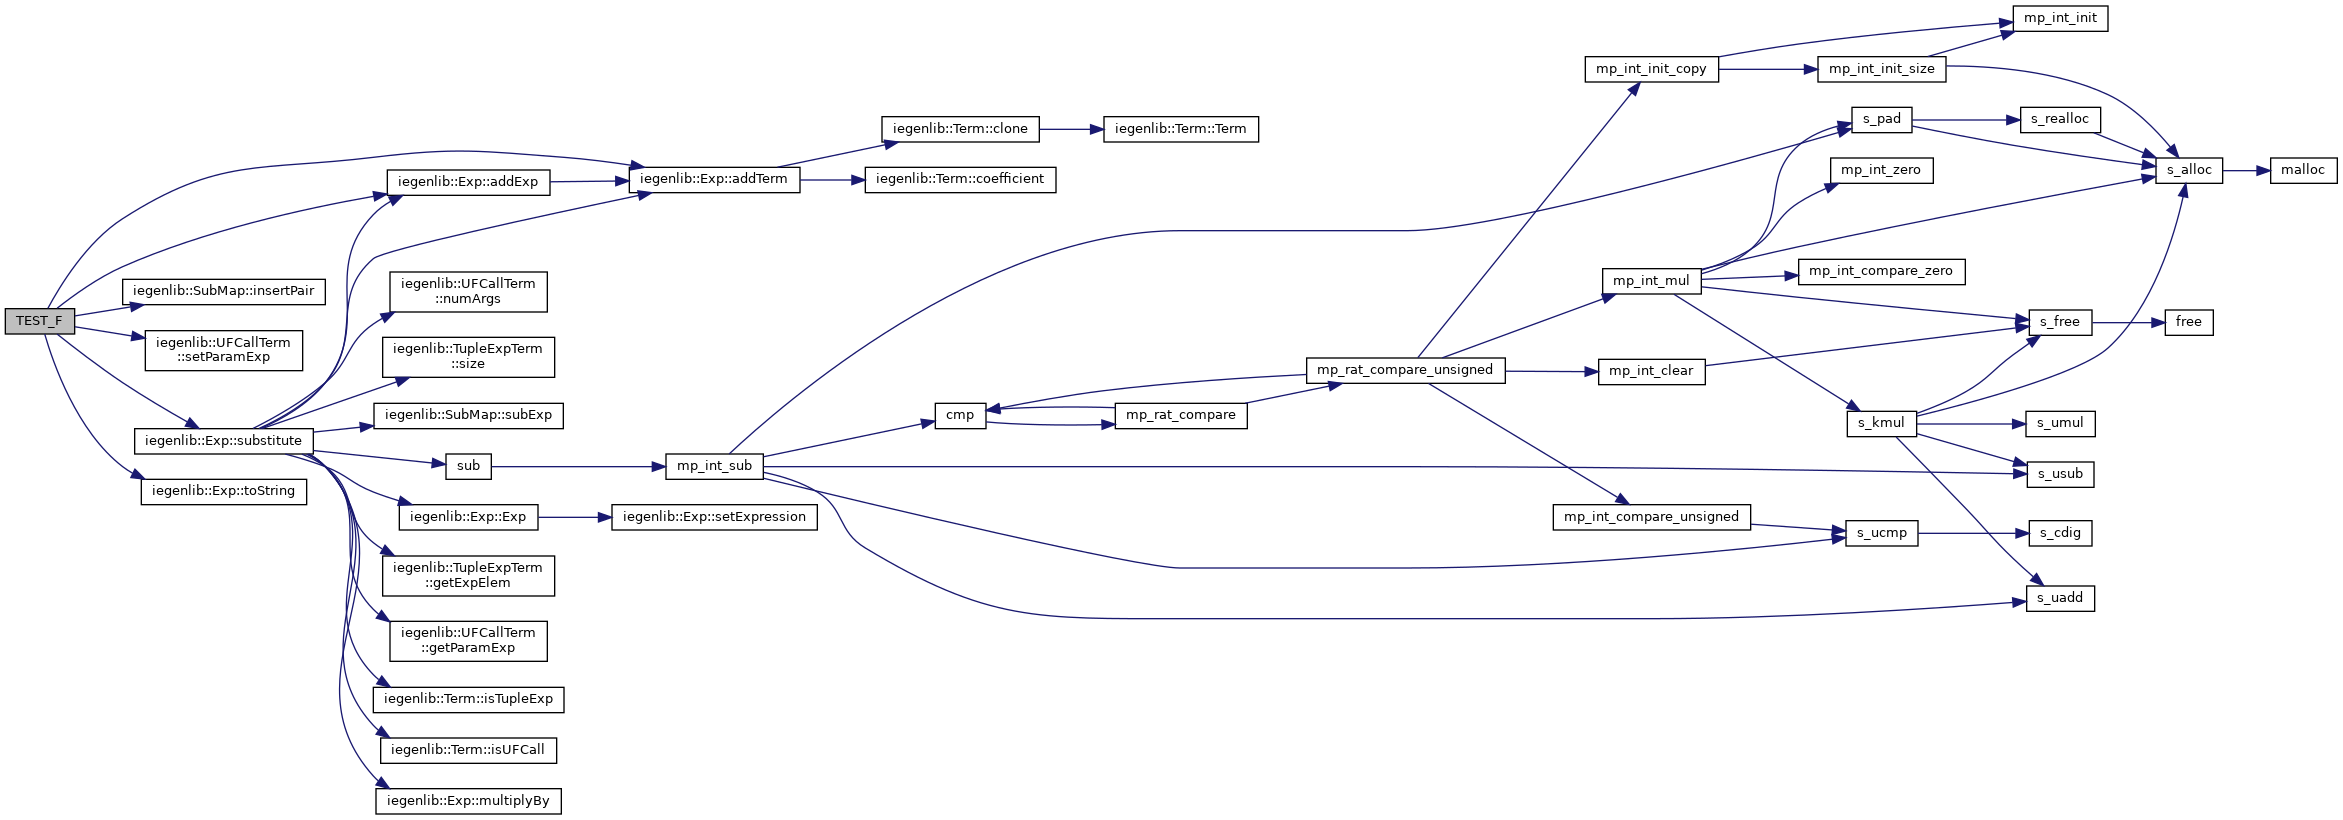 TEST_F
iegenlib::Exp::addExp
iegenlib::Exp::addTerm
iegenlib::Term::clone
iegenlib::Term::Term
iegenlib::Term::coefficient
iegenlib::SubMap::insertPair
iegenlib::UFCallTerm
::setParamExp
iegenlib::Exp::substitute
iegenlib::Exp::toString
iegenlib::UFCallTerm
::numArgs
iegenlib::TupleExpTerm
::size
iegenlib::SubMap::subExp
sub
iegenlib::Exp::Exp
iegenlib::Exp::setExpression
iegenlib::TupleExpTerm
::getExpElem
iegenlib::UFCallTerm
::getParamExp
iegenlib::Term::isTupleExp
iegenlib::Term::isUFCall
iegenlib::Exp::multiplyBy
mp_int_sub
cmp
mp_rat_compare
mp_rat_compare_unsigned
mp_int_init_copy
mp_int_init
mp_int_init_size
s_pad
s_realloc
s_alloc
malloc
mp_int_zero
mp_int_mul
mp_int_compare_zero
s_free
free
mp_int_clear
s_kmul
s_umul
s_usub
mp_int_compare_unsigned
s_ucmp
s_cdig
s_uadd